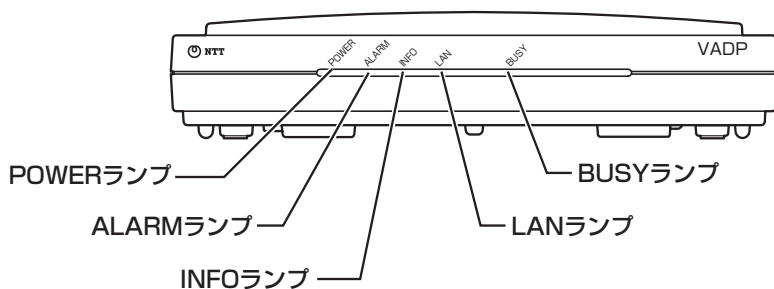 NTT
POWER
ALARM
INFO
LAN
BUSY
VADP
POWERランプ
BUSYランプ
ALARMランプ
LANランプ
INFOランプ